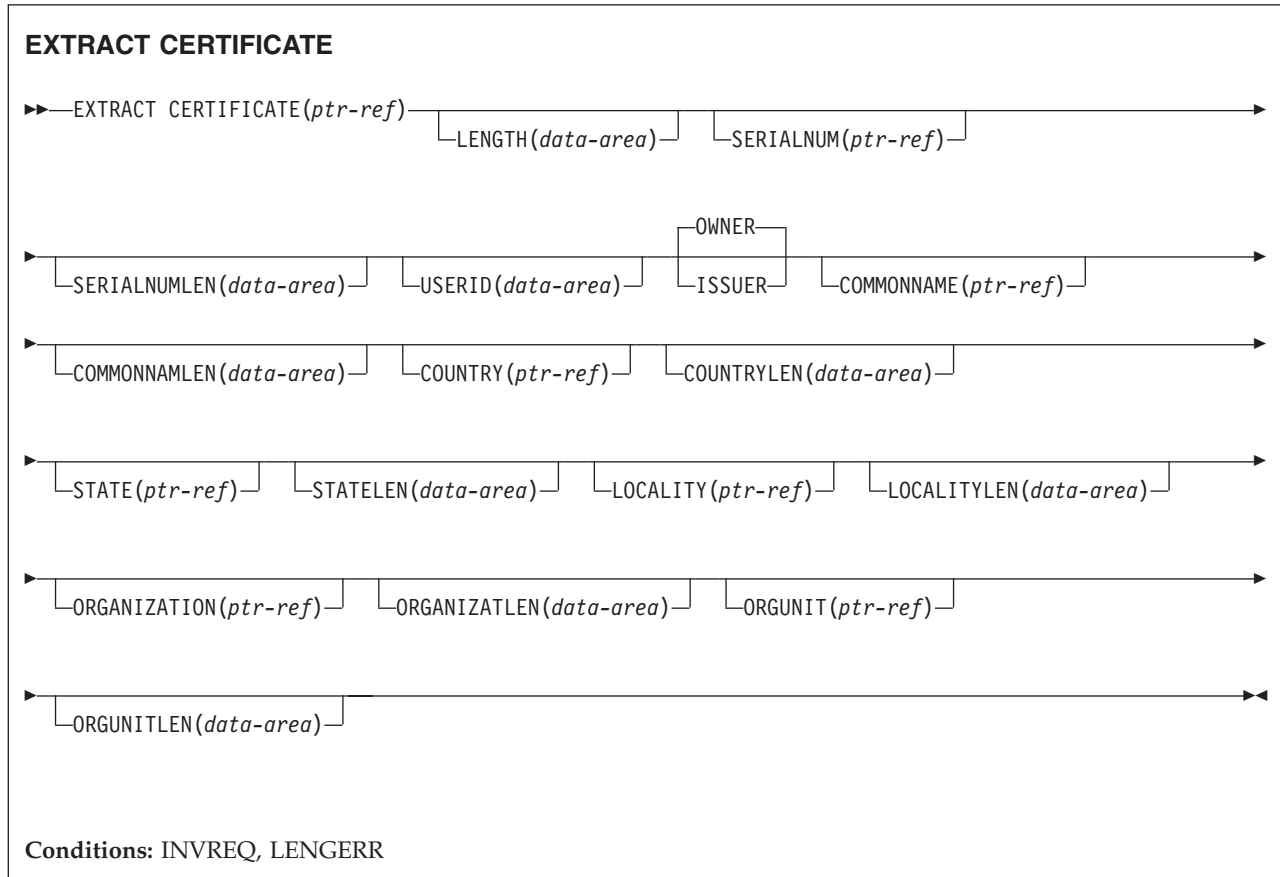 EXTRACT CERTIFICATE
EXTRACT CERTIFICATE(ptr-ref)
LENGTH(data-area) SERIALNUM(ptr-ref)
OWNER
SERIALNUMLEN(data-area) USERID(data-area) ISSUER COMMONNAME(ptr-ref)
COMMONNAMLEN(data-area) COUNTRY(ptr-ref) COUNTRYLEN(data-area)
STATE(ptr-ref) STATELEN(data-area) LOCALITY(ptr-ref) LOCALITYLEN(data-area)
ORGANIZATION(ptr-ref) ORGANIZATLEN(data-area) ORGUNIT(ptr-ref)
ORGUNITLEN(data-area)
Conditions: INVREQ, LENGERR